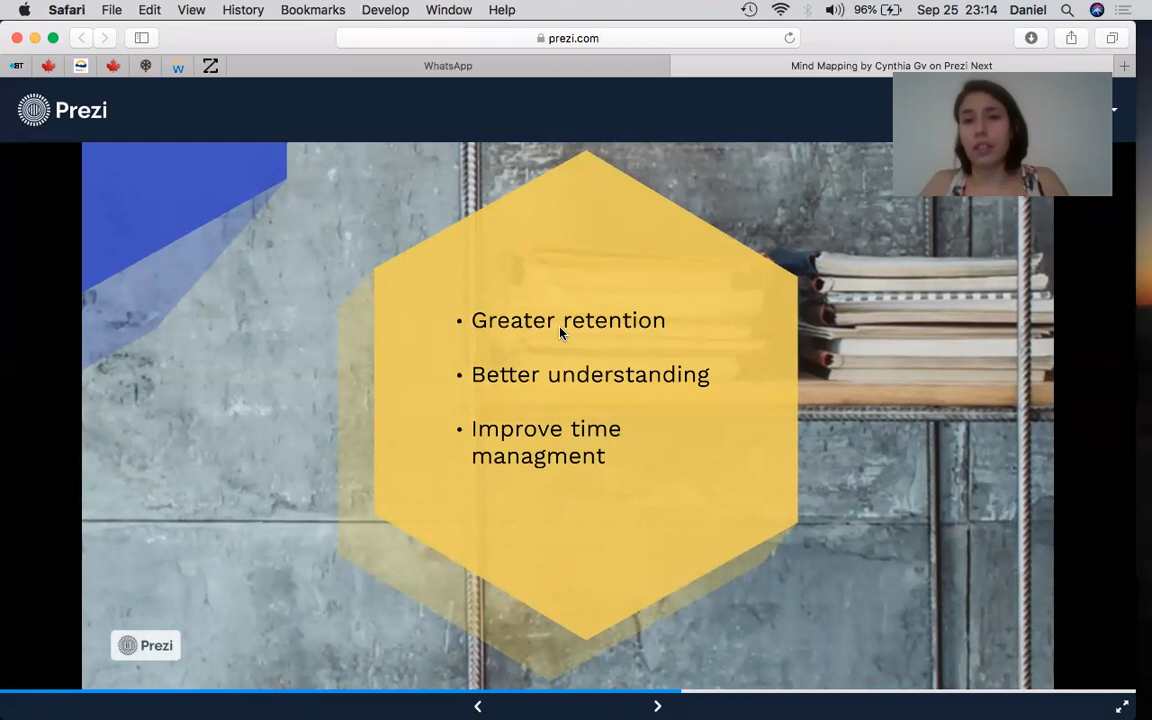 Safari File Edit View History Bookmarks Develop Window Help 96% Sep 25 23:14 Daniel
prezi.com
BT W Z WhatsApp Mind Mapping by Cynthia Gv on Prezi Next
Prezi
• Greater retention
• Better understanding
• Improve time
managment
Prezi